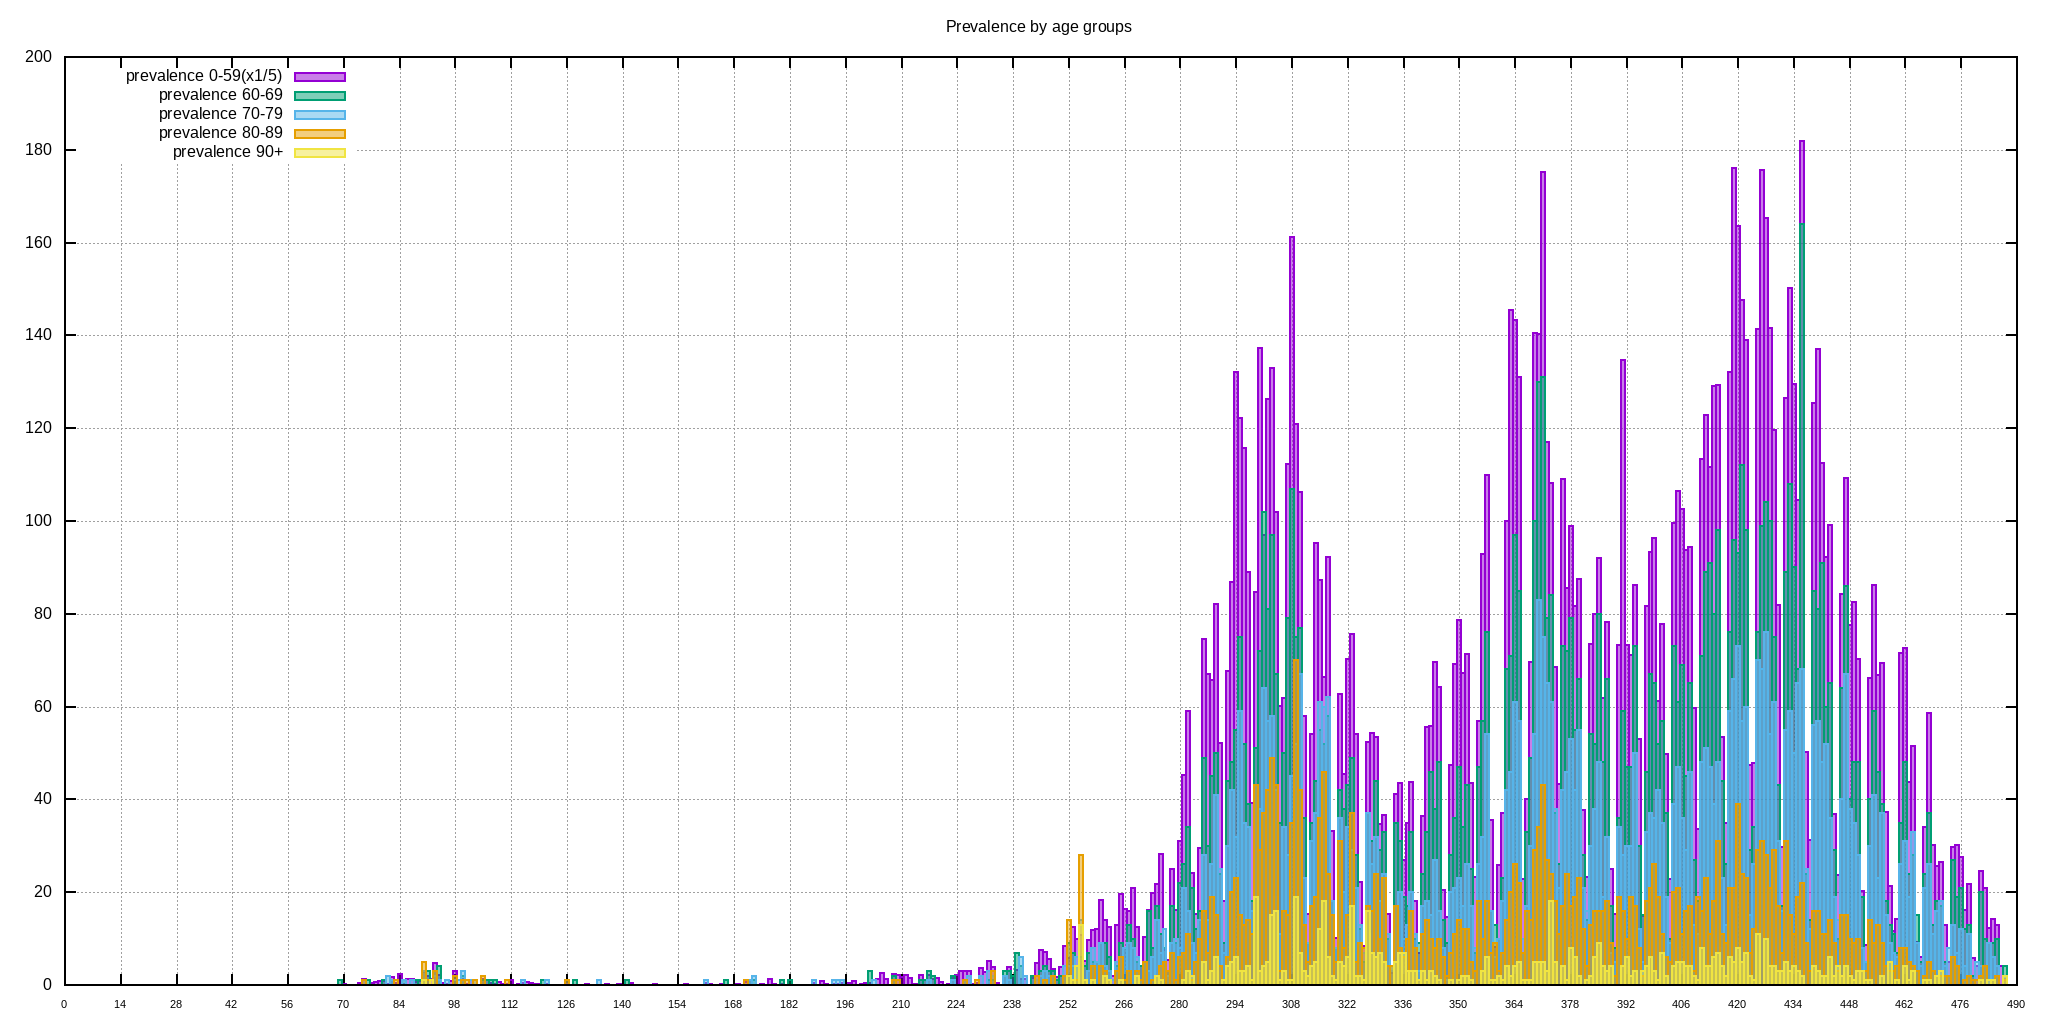 Prevalence by age groups
200
prevalence 0-59(x1/5)
prevalence 60-69
prevalence 70-79
prevalence 80-89
prevalence 90+
180
160
140
120
100
80
60
40
20
0
0 14 28 42 56 70 84 98 112 126 140 154 168 182 196 210 224 238 252 266 280 294 308 322 336 350 364 378 392 406 420 434 448 462 476 490